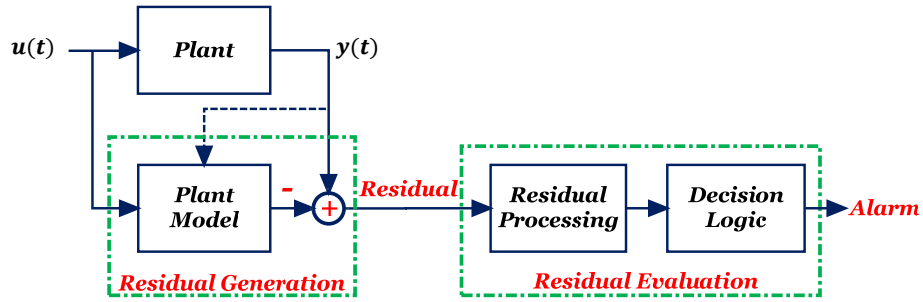 u(t)
Plant
y(t)
Plant
Model
-
+
Residual
Residual Generation
Residual
Processing
Decision
Logic
Alarm
Residual Evaluation